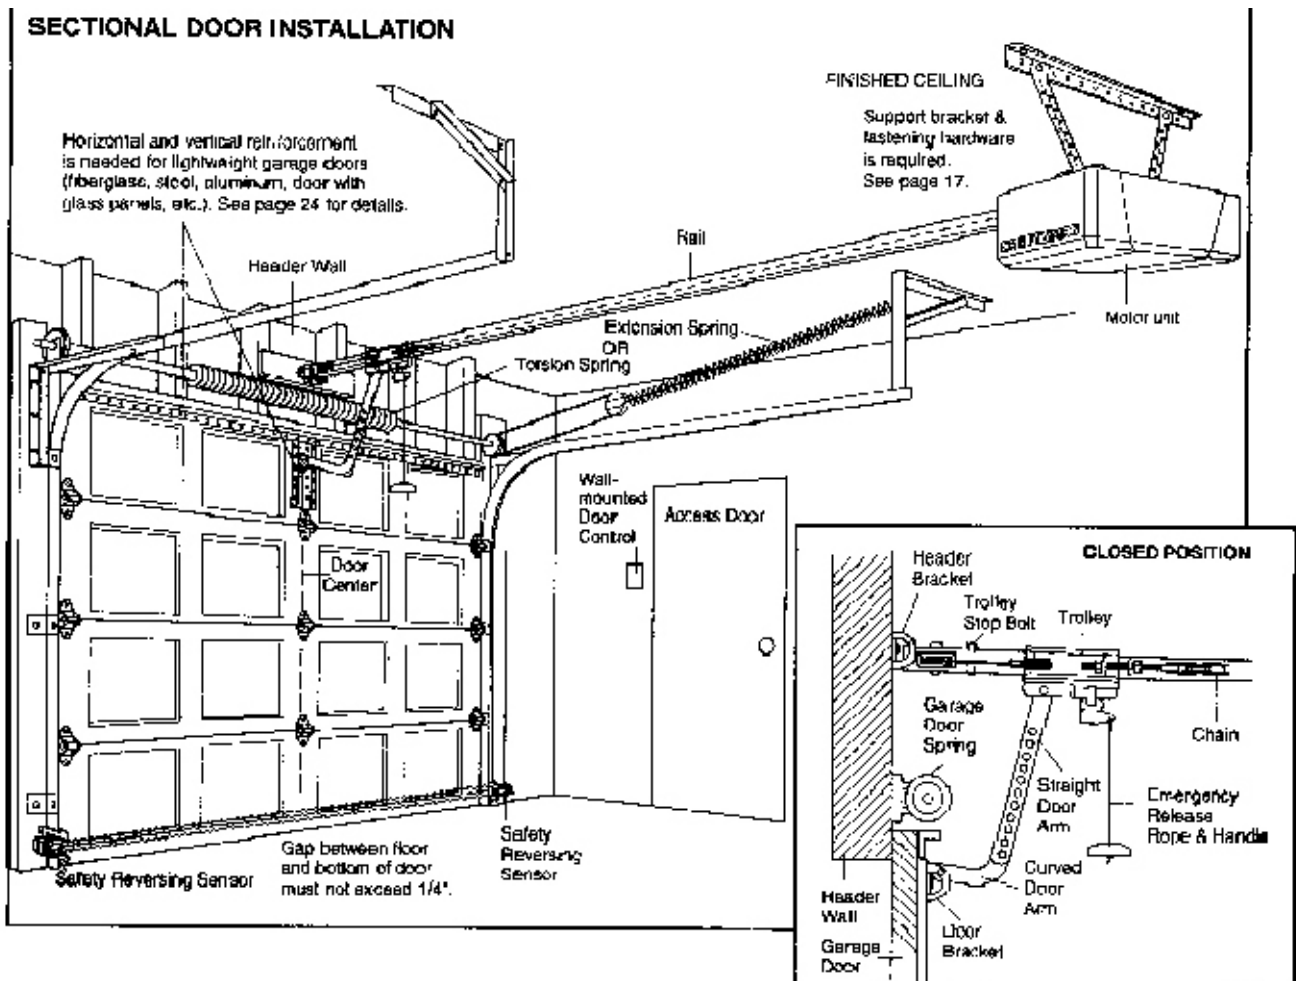 SECTIONAL DOOR INSTALLATION
FINISHED CEILING
Support bracket &
fastening hardware
is required.
See page 17.
Horizontal and vertical reinforcement
is needed for lightweight garage doors
(fiberglass, steel, aluminum, door with
glass panels, etc.). See page 24 for details.
Header Wall
Rail
Extension Spring
OR
Torsion Spring
CRAFTSMAN
Motor unit
Wall-
mounted
Door
Control
Access Door
Door
Center
Safety Reversing Sensor
Gap between floor
and bottom of door
must not exceed 1/4".
Safety
Reversing
Sensor
CLOSED POSITION
Header
Bracket
Trolley
Stop Bolt
Trolley
Garage
Door
Spring
Chain
Straight
Door
Arm
Emergency
Release
Rope & Handle
Curved
Door
Arm
Header
Wall
Door
Bracket
Garage
Door